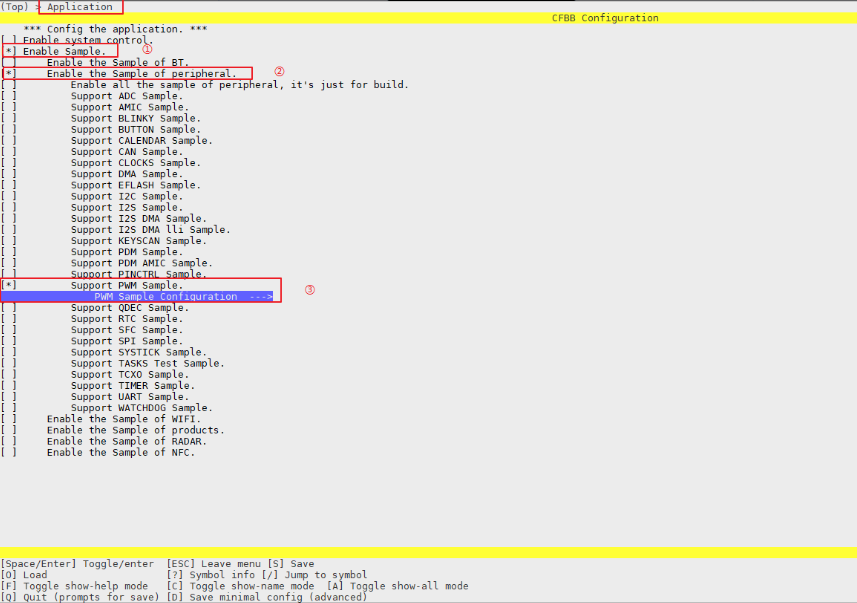 (Top) > Application
CFBB Configuration
*** Config the application. ***
[ ] Enable system control.
[*] Enable Sample. ①
[ ] Enable the Sample of BT.
[*] Enable the Sample of peripheral. ②
[ ] Enable all the sample of peripheral, it's just for build.
[ ] Support ADC Sample.
[ ] Support AMIC Sample.
[ ] Support BLINKY Sample.
[ ] Support BUTTON Sample.
[ ] Support CALENDAR Sample.
[ ] Support CAN Sample.
[ ] Support CLOCKS Sample.
[ ] Support DMA Sample.
[ ] Support EFLASH Sample.
[ ] Support I2C Sample.
[ ] Support I2S Sample.
[ ] Support I2S DMA Sample.
[ ] Support I2S DMA lli Sample.
[ ] Support KEYSCAN Sample.
[ ] Support PDM Sample.
[ ] Support PDM AMIC Sample.
[ ] Support PINCTRL Sample.
[*] Support PWM Sample.
PWM Sample Configuration ---> ③
[ ] Support QDEC Sample.
[ ] Support RTC Sample.
[ ] Support SFC Sample.
[ ] Support SPI Sample.
[ ] Support SYSTICK Sample.
[ ] Support TASKS Test Sample.
[ ] Support TCXO Sample.
[ ] Support TIMER Sample.
[ ] Support UART Sample.
[ ] Support WATCHDOG Sample.
[ ] Enable the Sample of WIFI.
[ ] Enable the Sample of products.
[ ] Enable the Sample of RADAR.
[ ] Enable the Sample of NFC.
[Space/Enter] Toggle/enter [ESC] Leave menu [S] Save
[O] Load [?] Symbol info [/] Jump to symbol
[F] Toggle show-help mode [C] Toggle show-name mode [A] Toggle show-all mode
[Q] Quit (prompts for save) [D] Save minimal config (advanced)